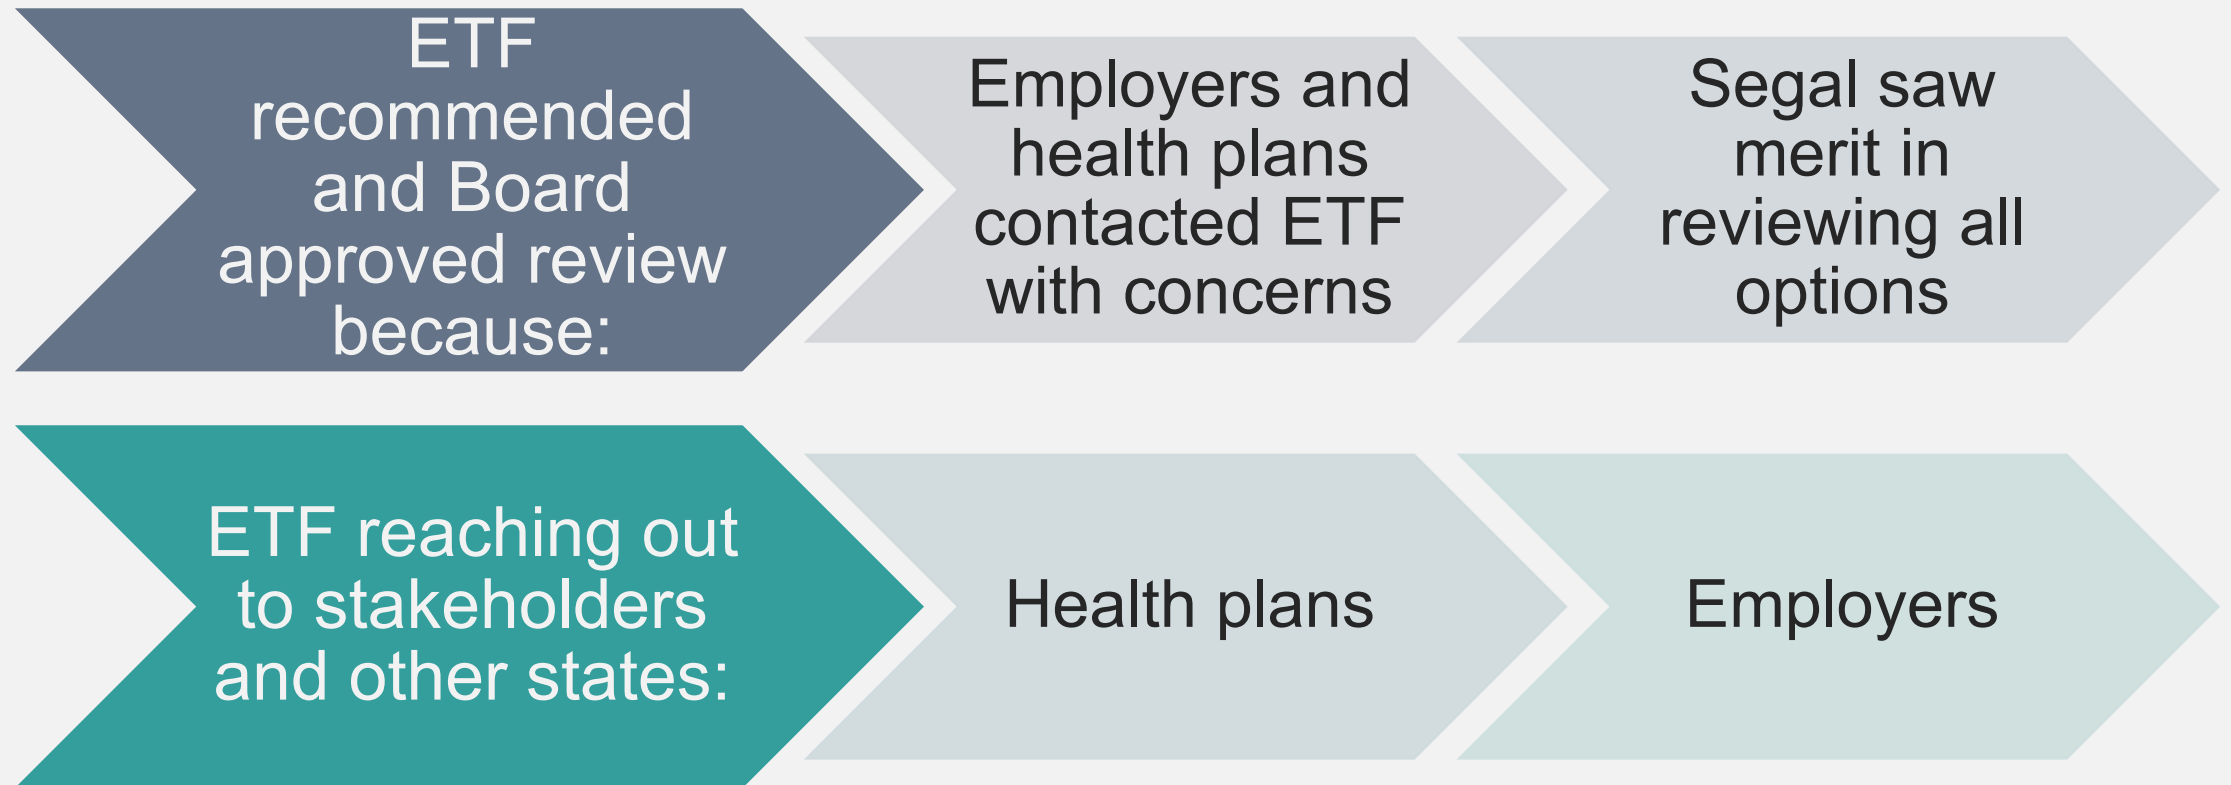 ETF
recommended
and Board
approved review
because:
Employers and
health plans
contacted ETF
with concerns
Segal saw
merit in
reviewing all
options
ETF reaching out
to stakeholders
and other states:
Health plans
Employers